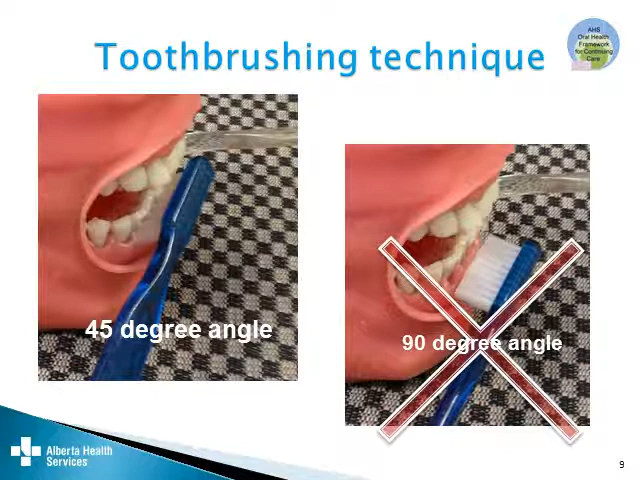 Toothbrushing technique
AHS
Oral Health
Framework
for Continuing
Care
45 degree angle
90 degree angle
Alberta Health
Services
9